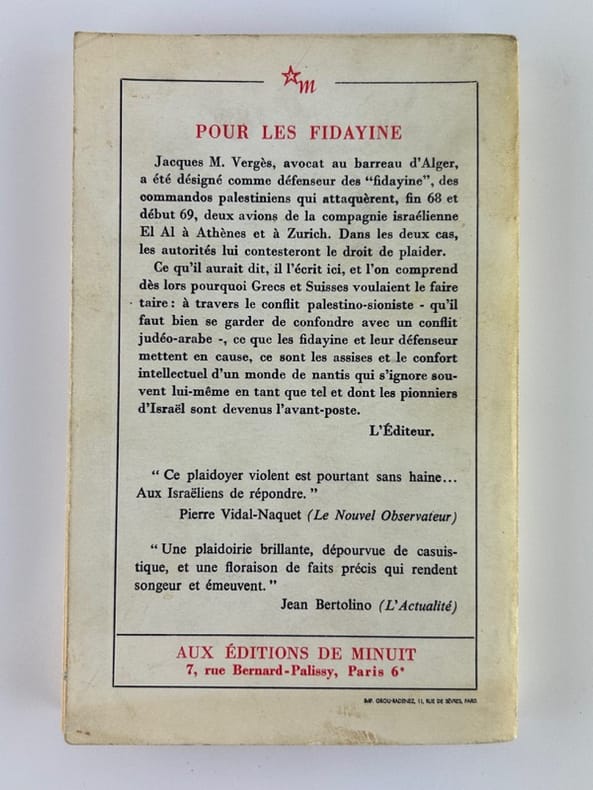 m
POUR LES FIDAYINE
Jacques M. Vergès, avocat au barreau d'Alger,
a été désigné comme défenseur des "fidayine", des
commandos palestiniens qui attaquèrent, fin 68 et
début 69, deux avions de la compagnie israélienne
El Al à Athènes et à Zurich. Dans les deux cas,
les autorités lui contesteront le droit de plaider.
Ce qu'il aurait dit, il l'écrit ici, et l'on comprend
dès lors pourquoi Grecs et Suisses voulaient le faire
taire : à travers le conflit palestino-sioniste - qu'il
faut bien se garder de confondre avec un conflit
judéo-arabe -, ce que les fidayine et leur défenseur
mettent en cause, ce sont les assises et le confort
intellectuel d'un monde de nantis qui s'ignore sou-
vent lui-même en tant que tel et dont les pionniers
d'Israël sont devenus l'avant-poste.
L'Éditeur.
" Ce plaidoyer violent est pourtant sans haine...
Aux Israëliens de répondre. "
Pierre Vidal-Naquet (Le Nouvel Observateur)
" Une plaidoirie brillante, dépourvue de casuis-
tique, et une floraison de faits précis qui rendent
songeur et émeuvent. "
Jean Bertolino (L'Actualité)
AUX ÉDITIONS DE MINUIT
7, rue Bernard-Palissy, Paris 6e
IMP. GROU-RADENEZ, 11, RUE DE SÈVRES, PARIS